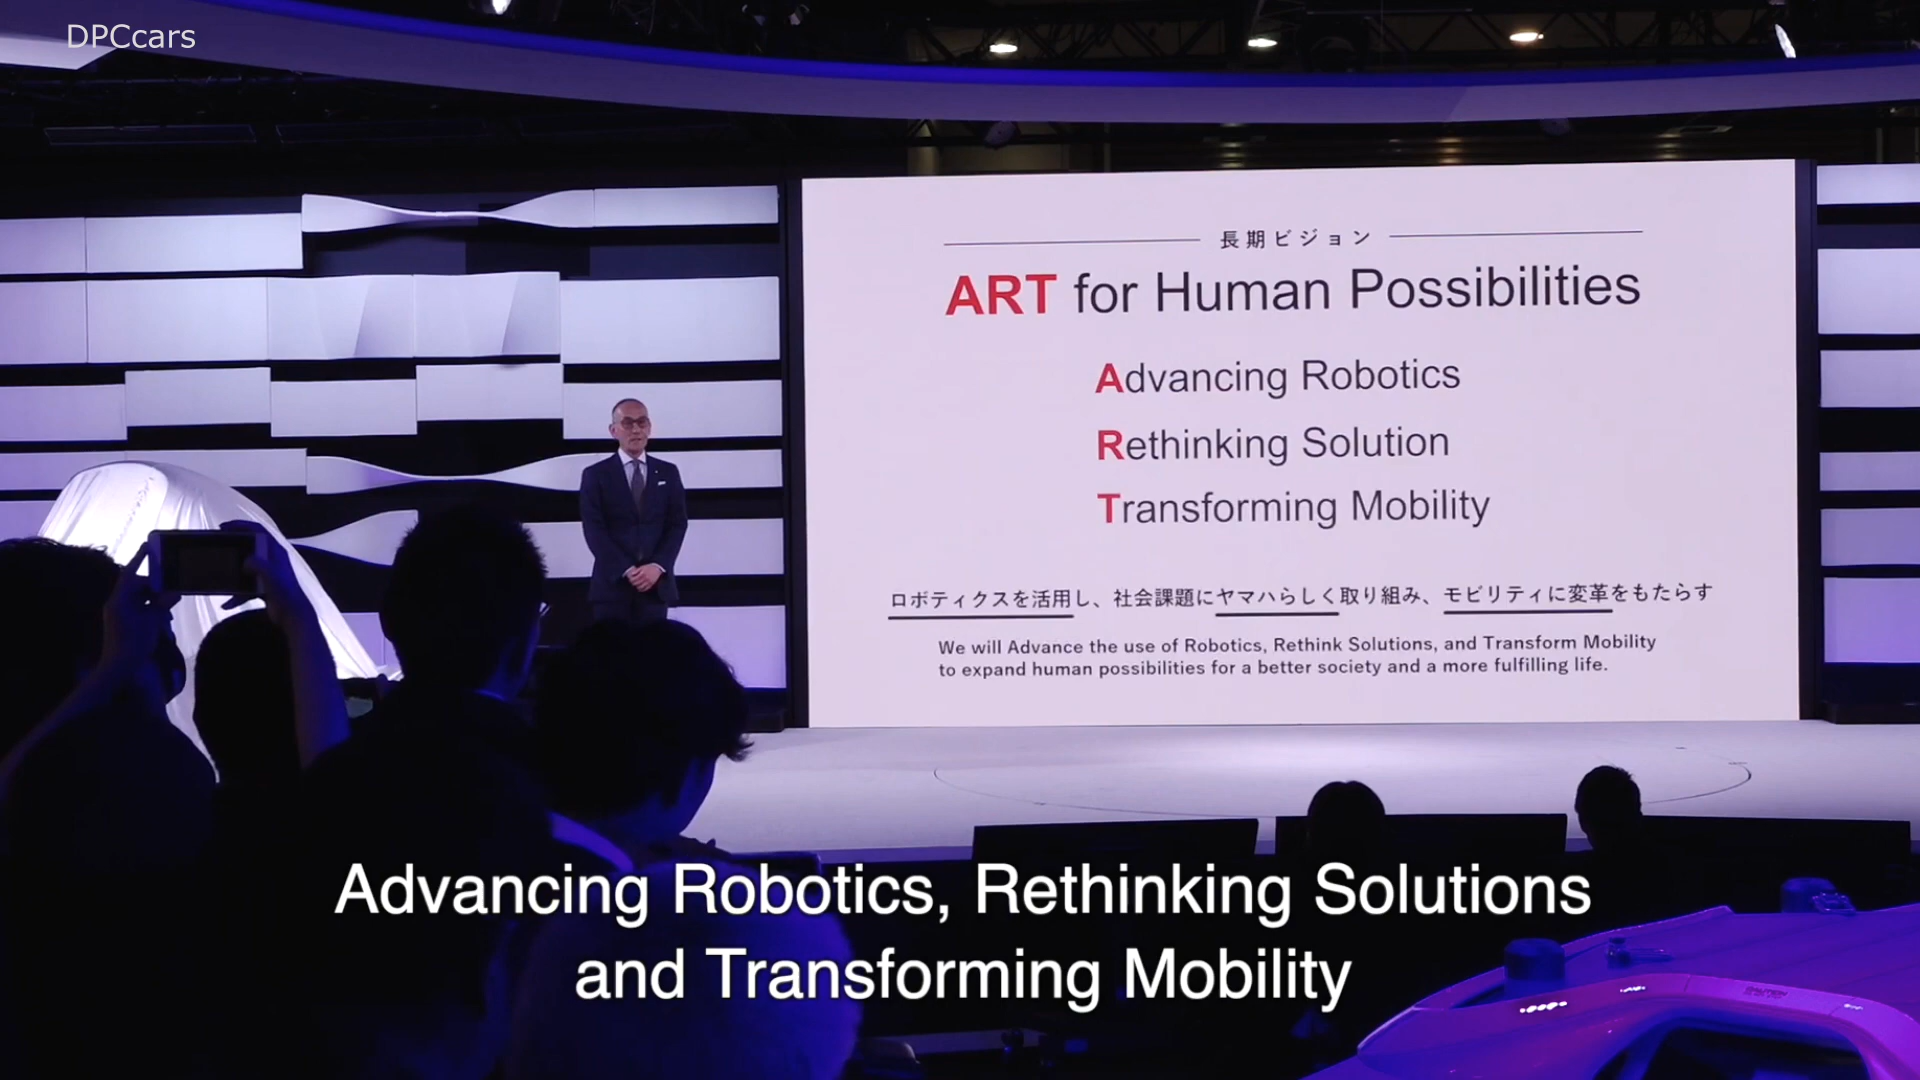 DPCcars
長期ビジョン
ART for Human Possibilities
Advancing Robotics
Rethinking Solution
Transforming Mobility
ロボティクスを活用し、社会課題にヤマハらしく取り組み、モビリティに変革をもたらす
We will Advance the use of Robotics, Rethink Solutions, and Transform Mobility
to expand human possibilities for a better society and a more fulfilling life.
Advancing Robotics, Rethinking Solutions
and Transforming Mobility